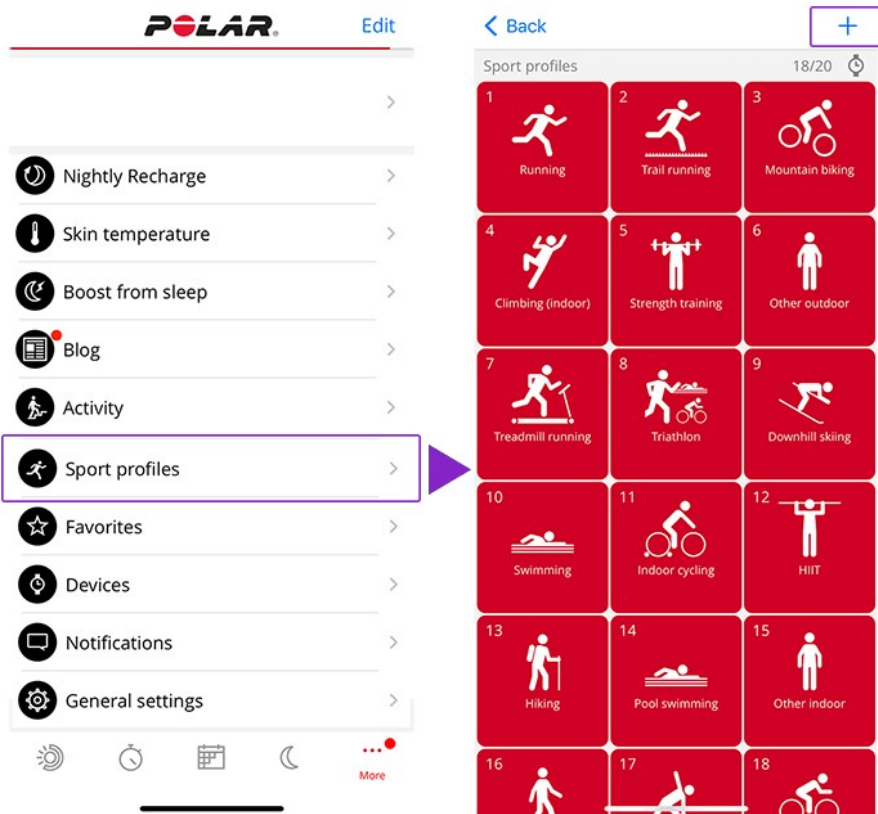 POLAR.
Edit
Nightly Recharge
Skin temperature
Boost from sleep
Blog
Activity
Sport profiles
Favorites
Devices
Notifications
General settings
More
Back
+
Sport profiles 18/20
1 2 3
Running Trail running Mountain biking
4 5 6
Climbing (indoor) Strength training Other outdoor
7 8 9
Treadmill running Triathlon Downhill skiing
10 11 12
Swimming Indoor cycling HIIT
13 14 15
Hiking Pool swimming Other indoor
16 17 18